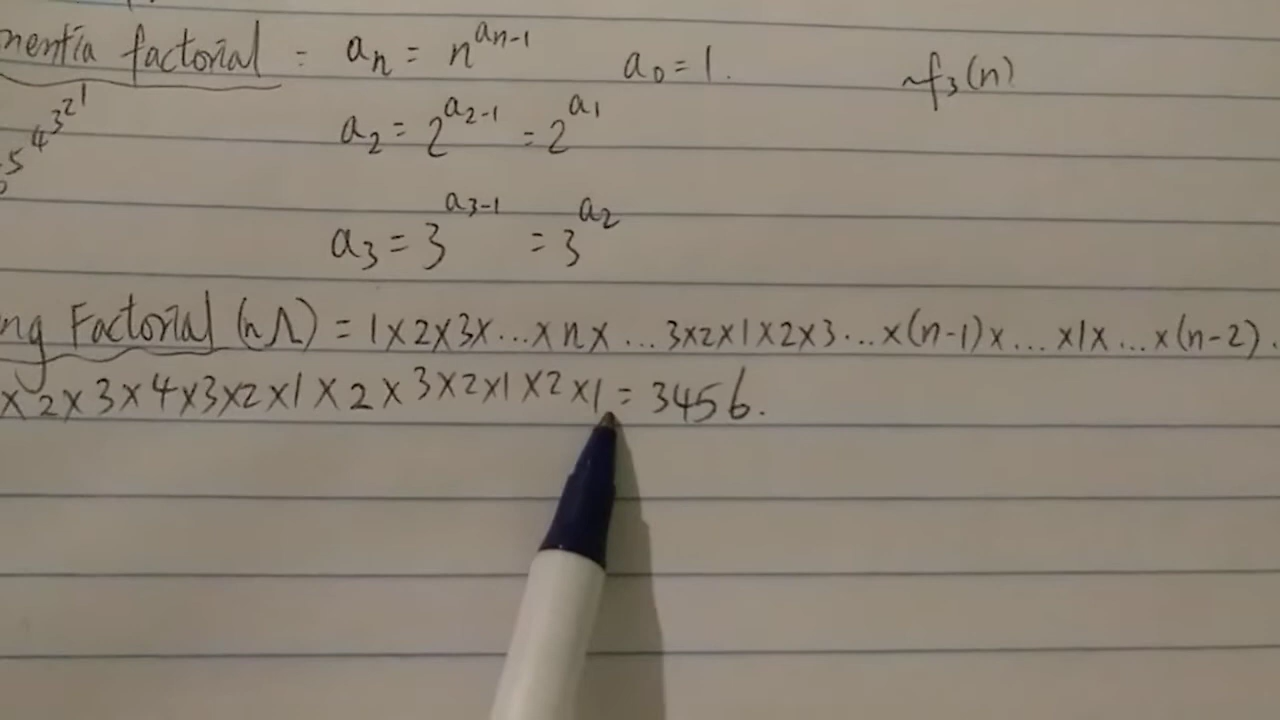 factorial = aₙ = n^(aₙ₋₁) a₀ = 1. ~f₃(n)
5^4^3^2^1 a₂ = 2^(a₂₋₁) = 2^(a₁)
a₃ = 3^(a₃₋₁) = 3^(a₂)
ng Factorial (nΛ) = 1×2×3×...×n×...3×2×1×2×3...×(n-1)×...×1×...×(n-2).
×2×3×4×3×2×1×2×3×2×1×2×1 = 3456.